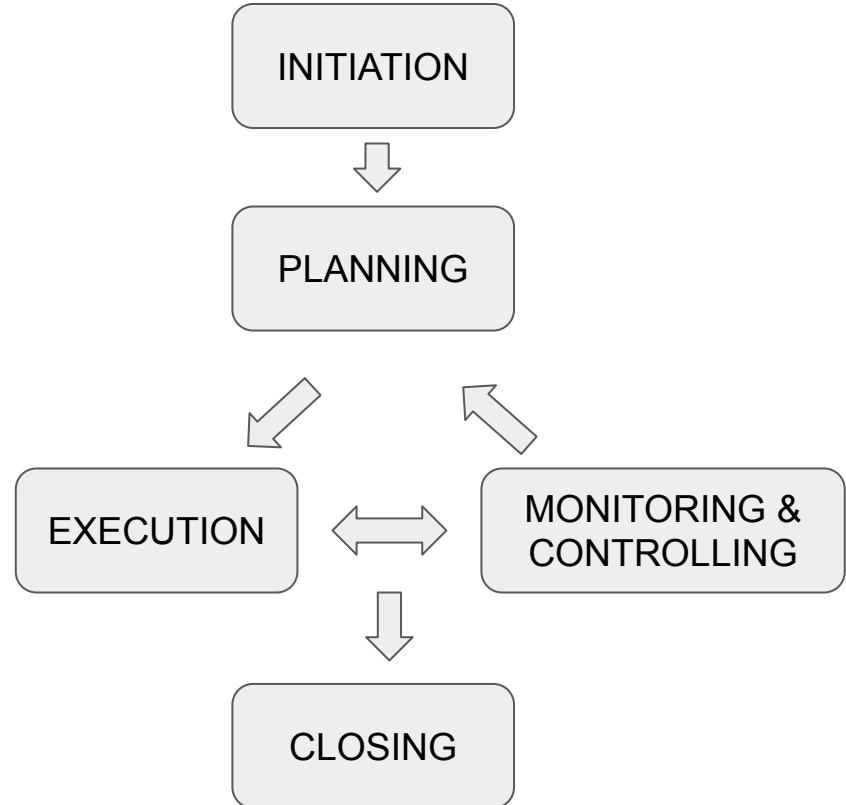 INITIATION
PLANNING
EXECUTION
MONITORING &
CONTROLLING
CLOSING